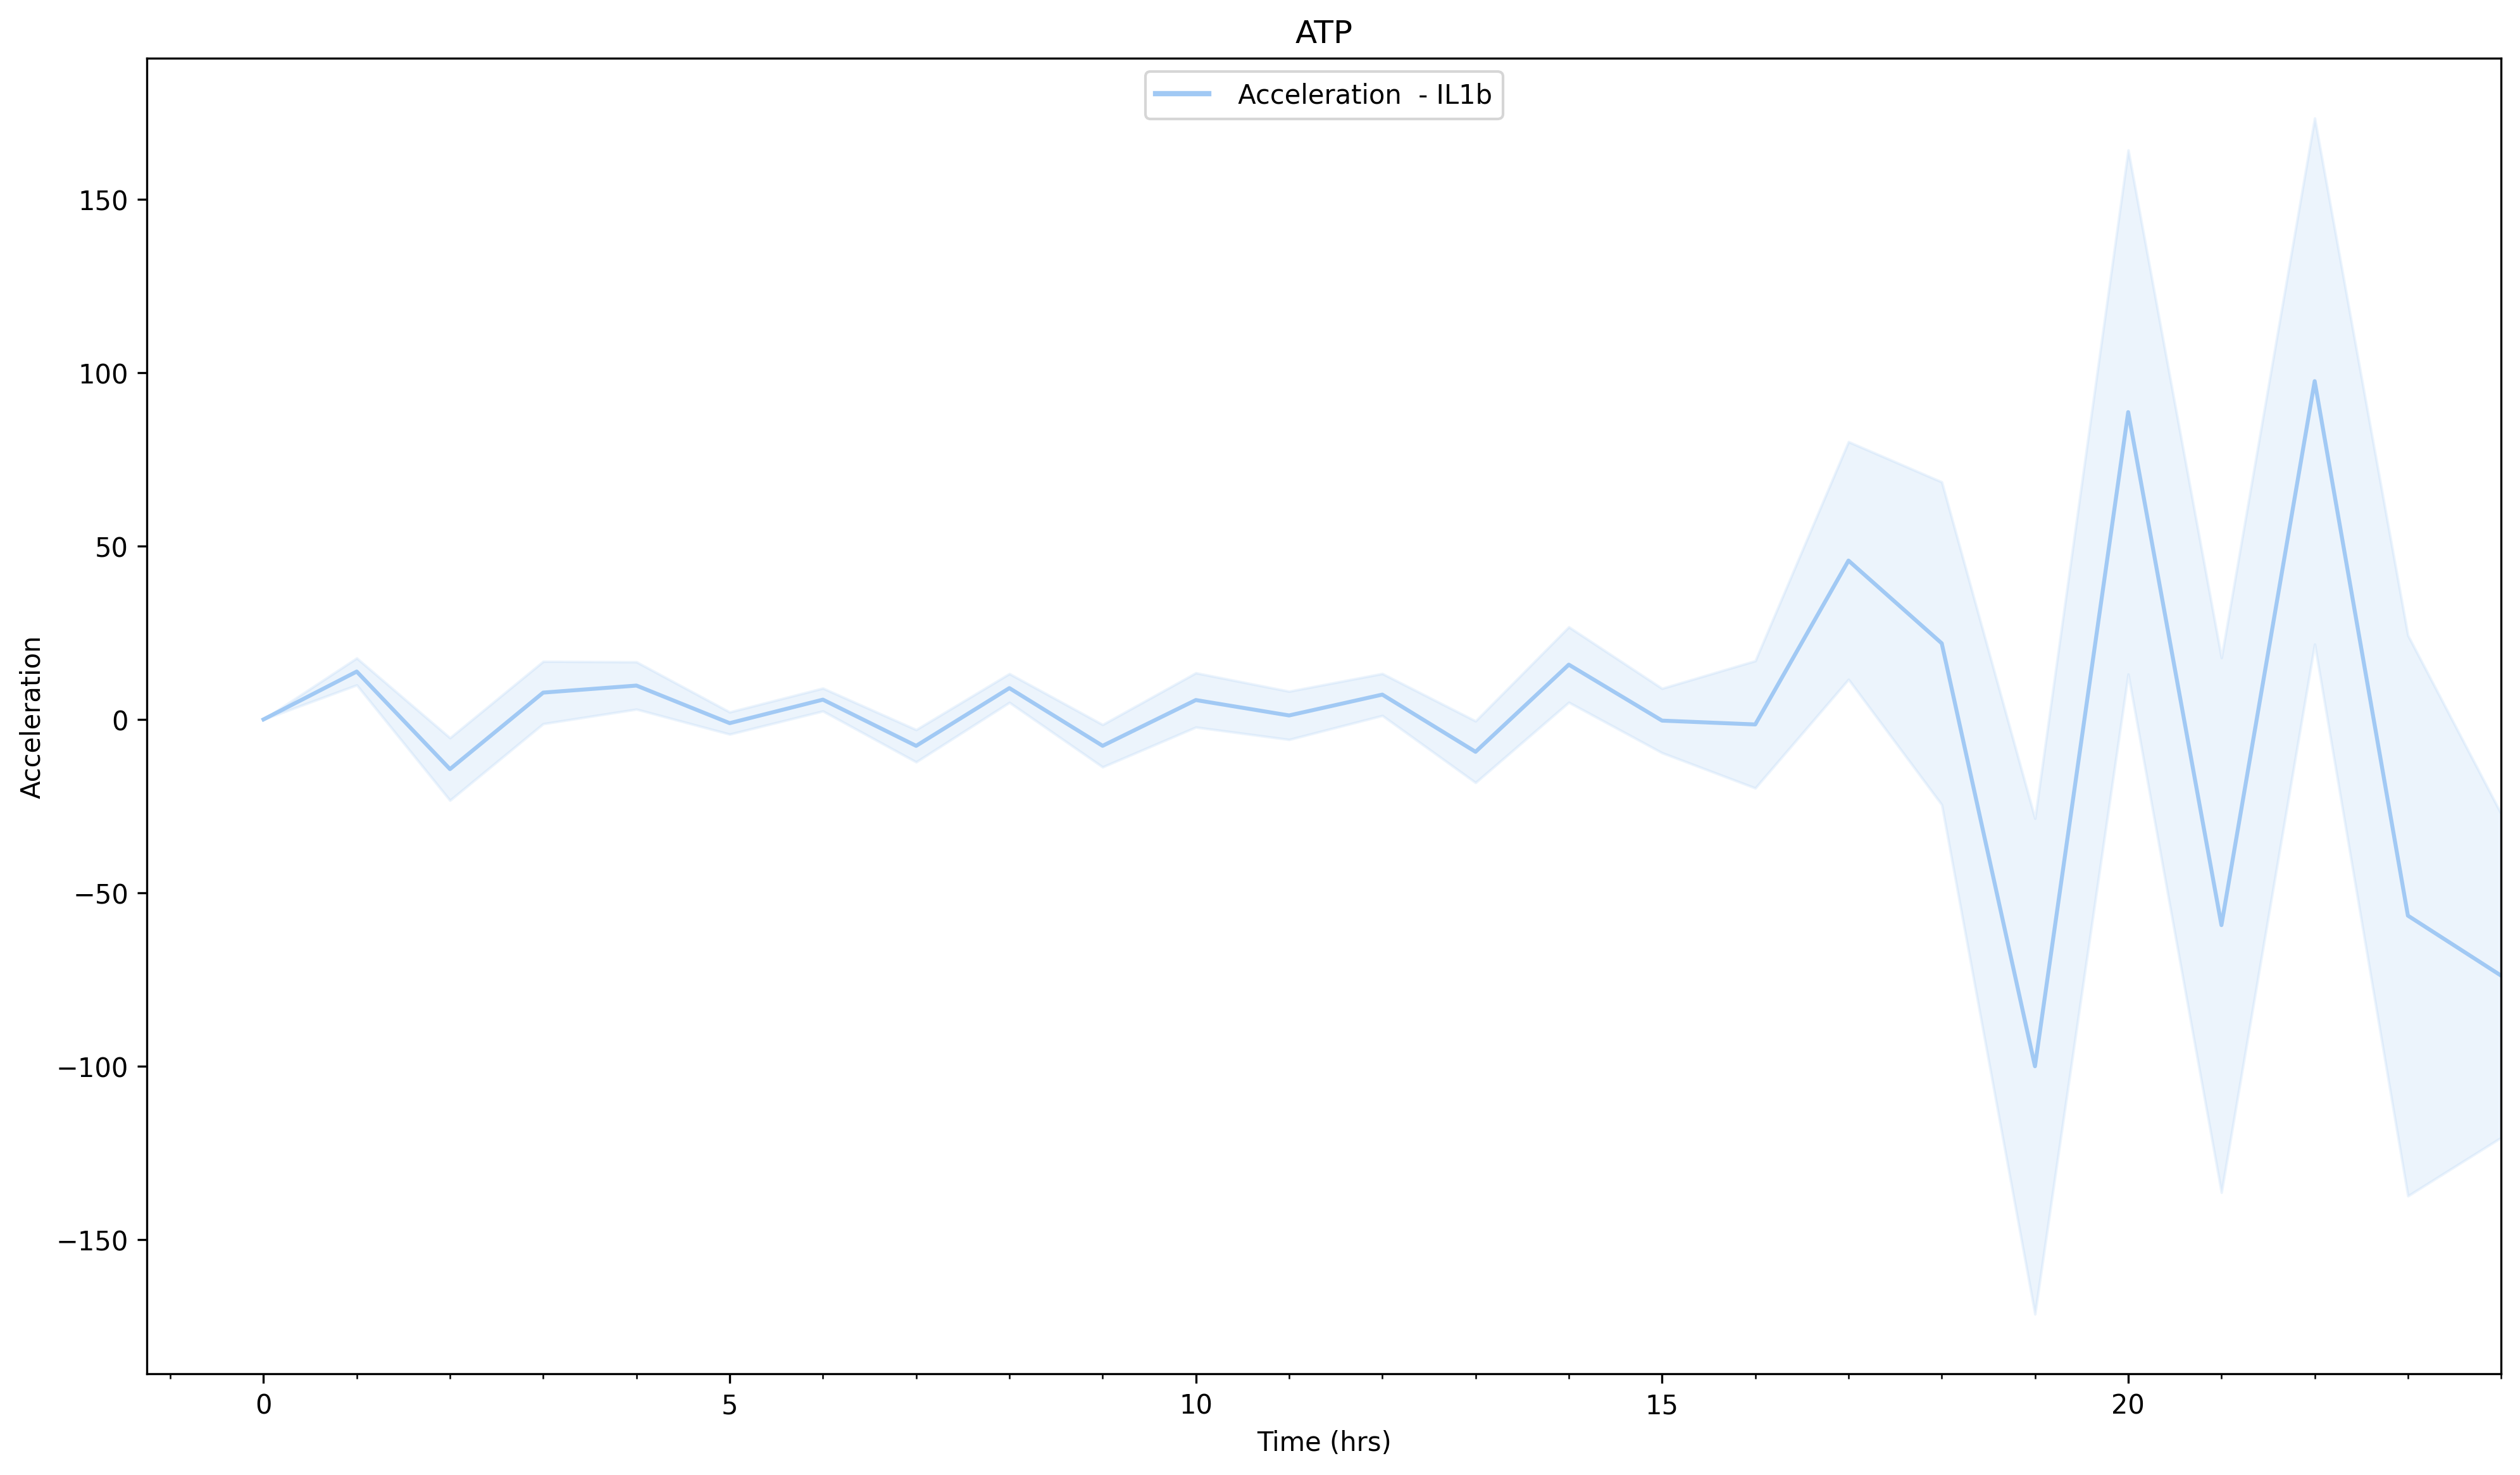 ATP
Acceleration  - IL1b
Acceleration
150
100
50
0
−50
−100
−150
0 5 10 15 20
Time (hrs)